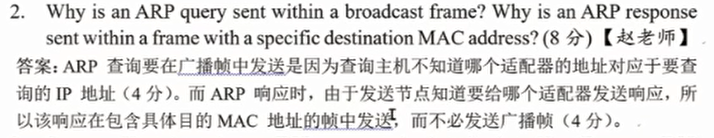 2. Why is an ARP query sent within a broadcast frame? Why is an ARP response
sent within a frame with a specific destination MAC address? (8 分)【赵老师】
答案: ARP 查询要在广播帧中发送是因为查询主机不知道哪个适配器的地址对应于要查
询的 IP 地址（4 分）。而 ARP 响应时，由于发送节点知道要给哪个适配器发送响应，所
以该响应在包含具体目的 MAC 地址的帧中发送，而不必发送广播帧（4 分）。